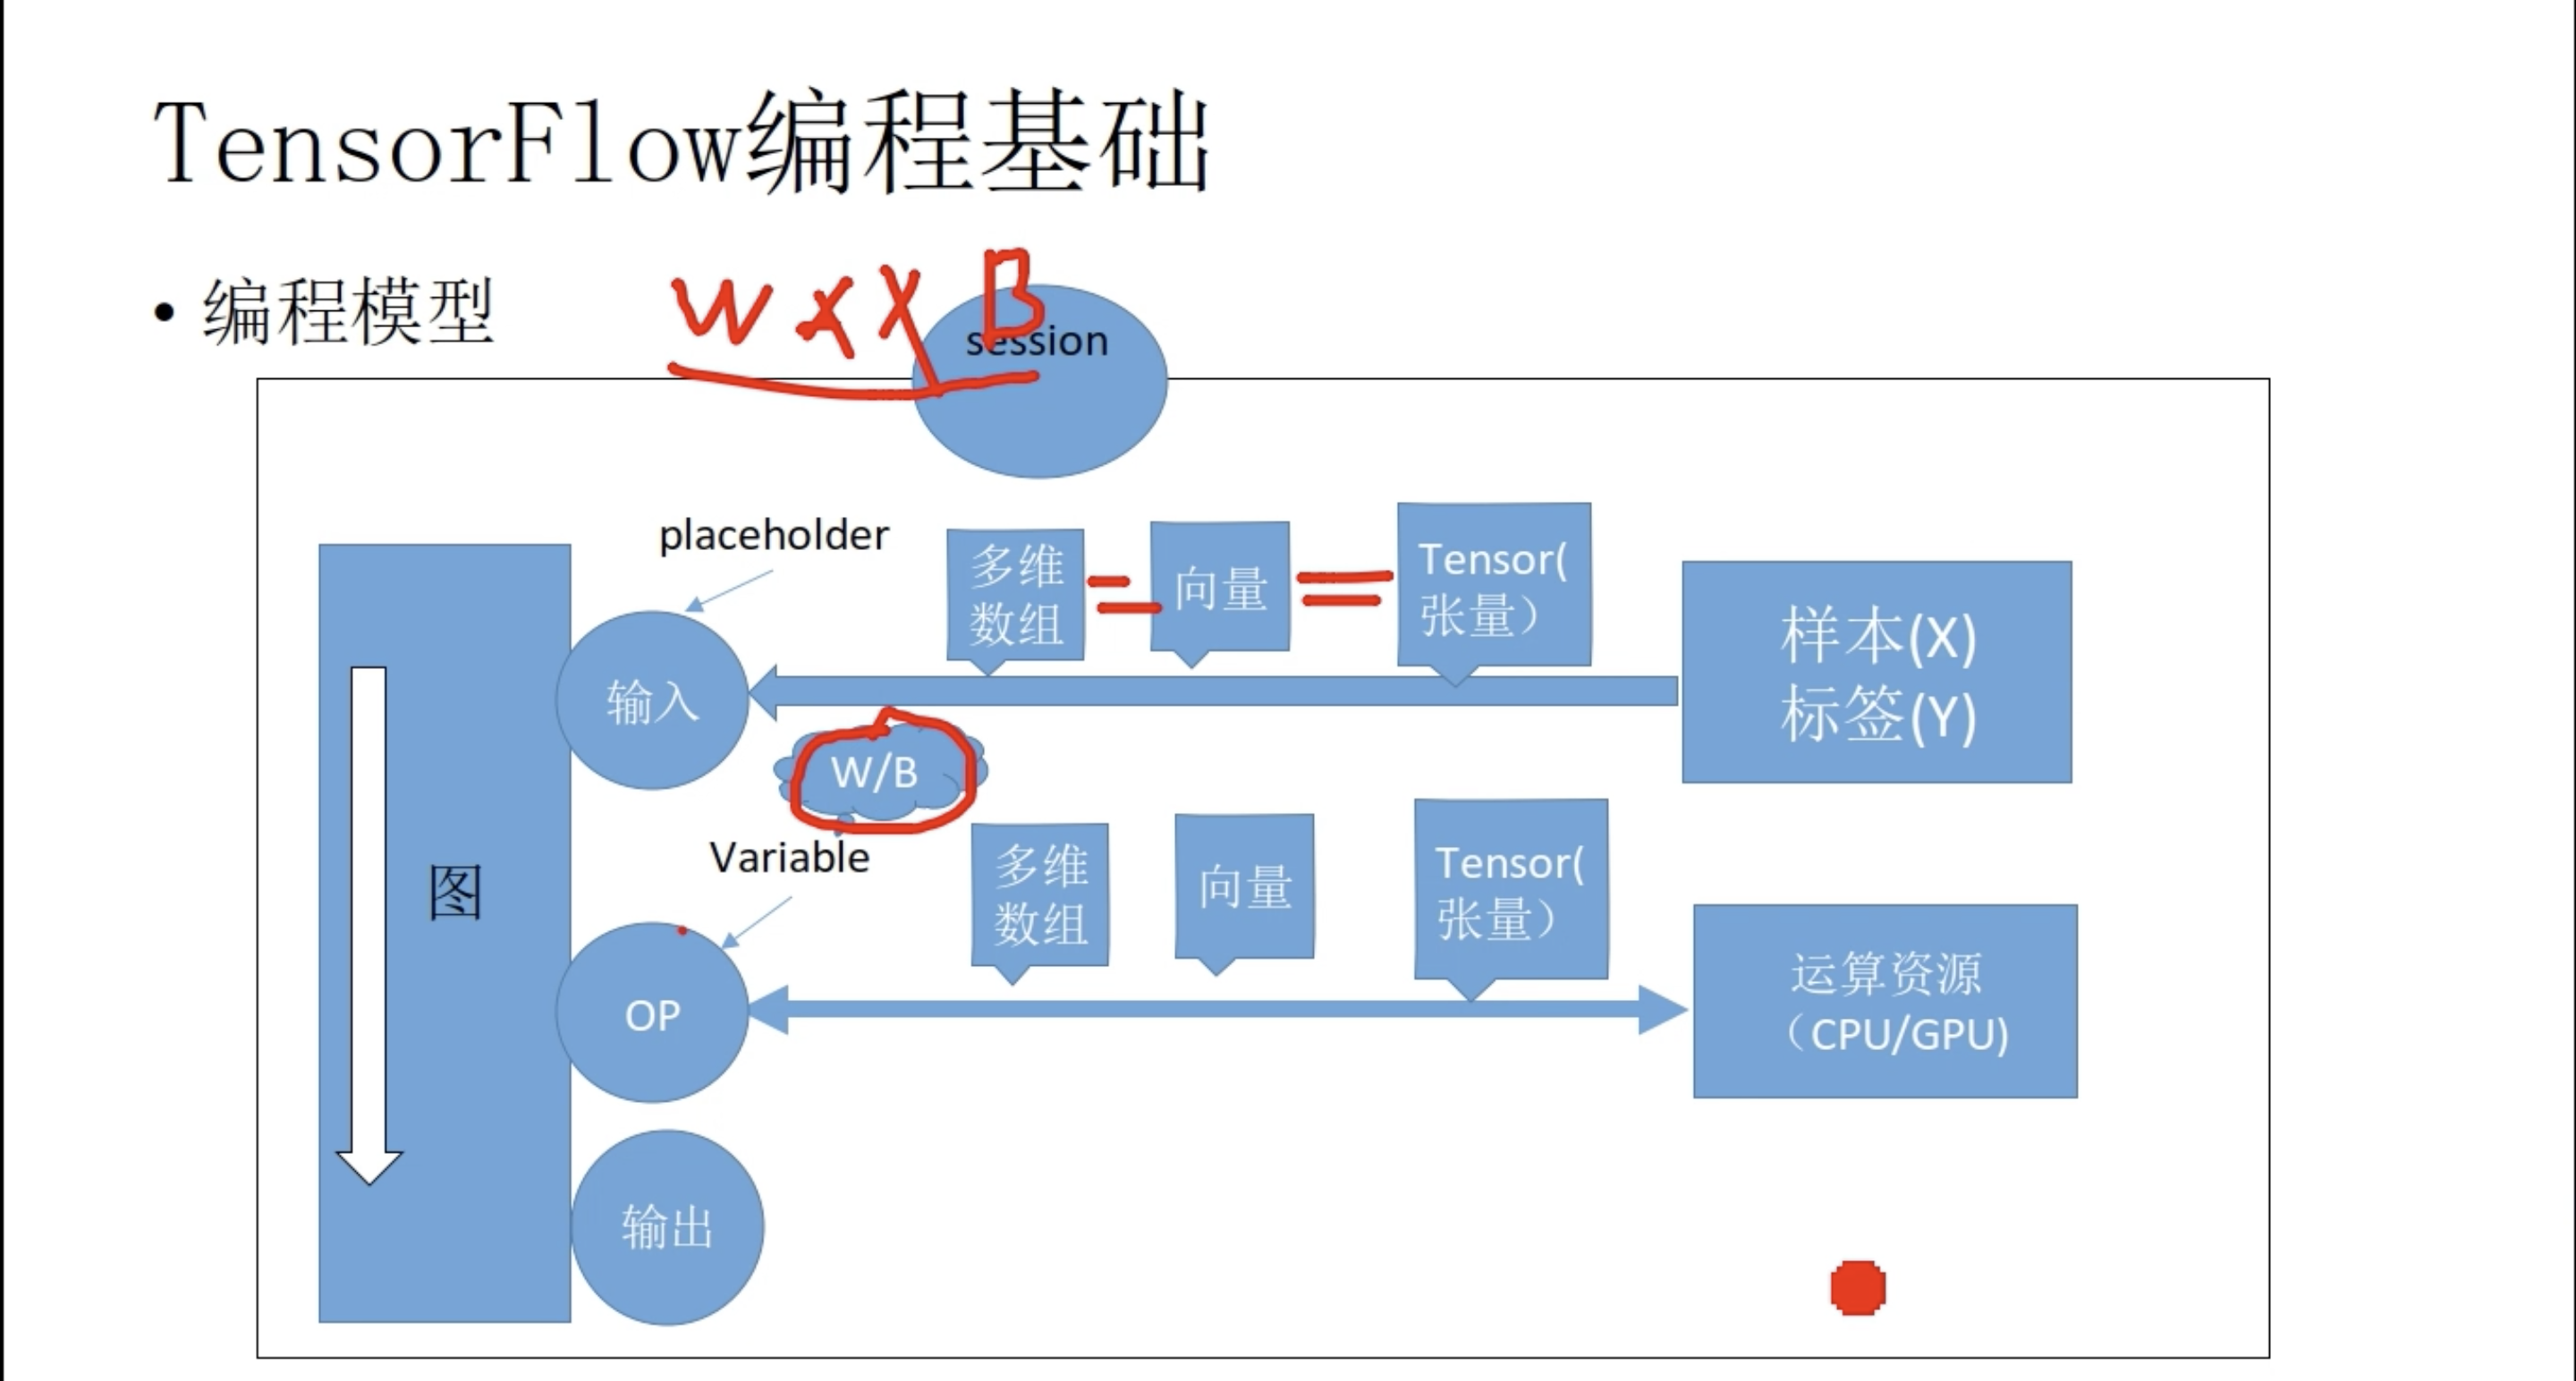 TensorFlow编程基础
• 编程模型
W x X B
session
placeholder
多维
数组
=
向量
=
Tensor(
张量）
样本(X)
标签(Y)
输入
W/B
Variable
图
多维
数组
向量
Tensor(
张量）
OP
运算资源
（CPU/GPU)
输出